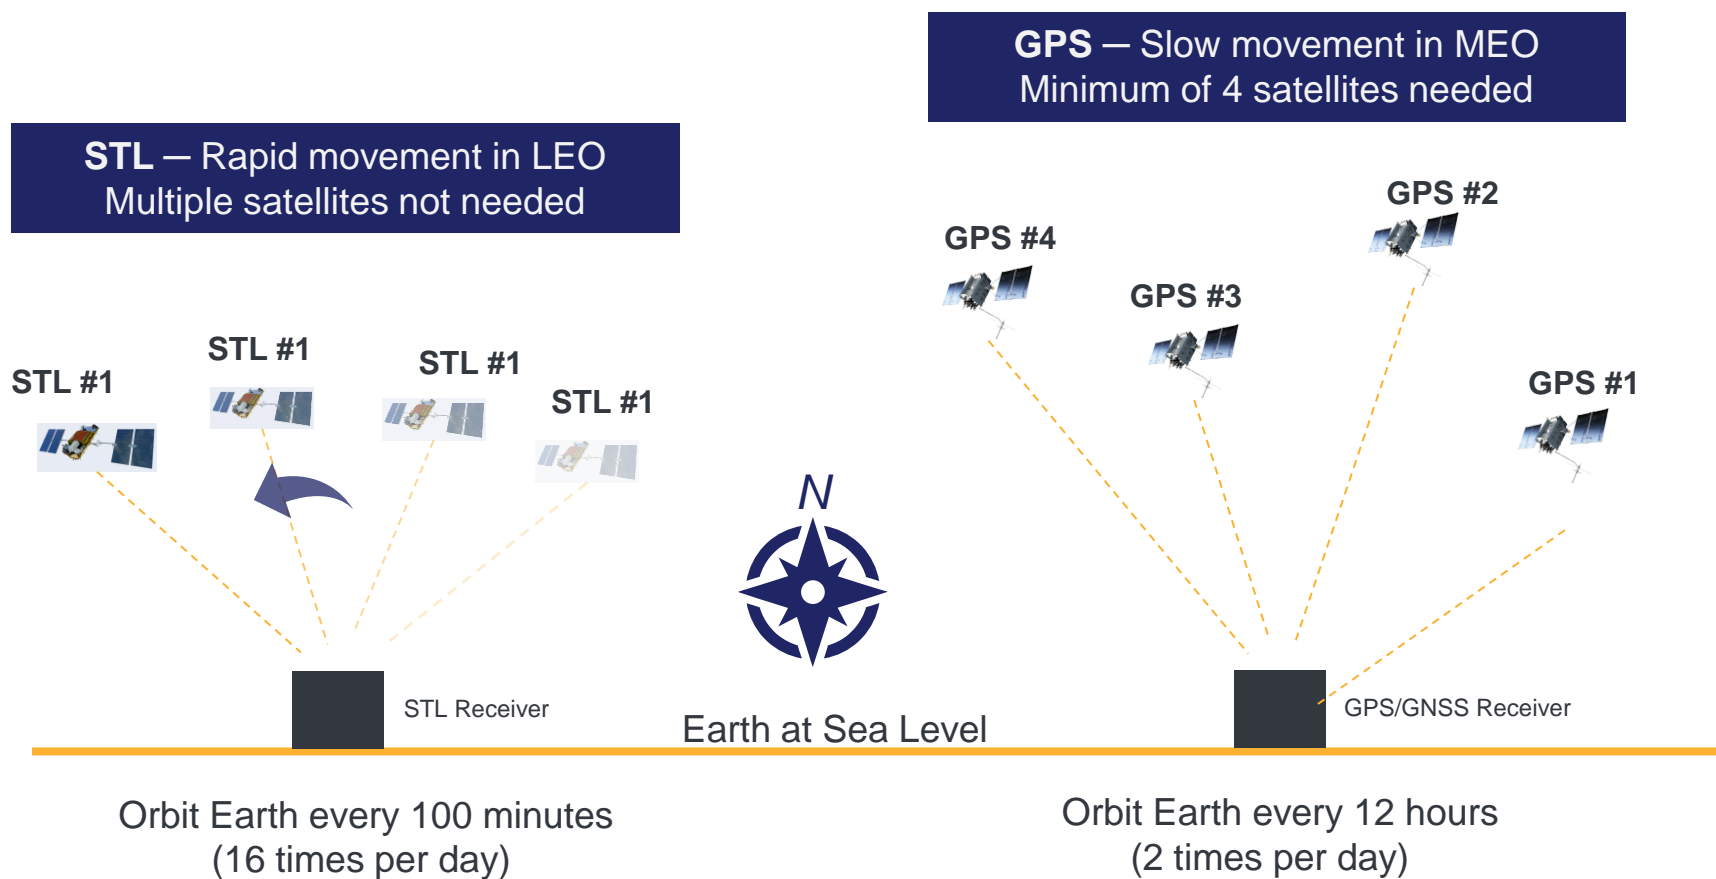 GPS — Slow movement in MEO
Minimum of 4 satellites needed
STL — Rapid movement in LEO
Multiple satellites not needed
GPS #2
GPS #4
GPS #3
GPS #1
STL #1
STL #1
STL #1
STL #1
N
STL Receiver
Earth at Sea Level
GPS/GNSS Receiver
Orbit Earth every 100 minutes
(16 times per day)
Orbit Earth every 12 hours
(2 times per day)